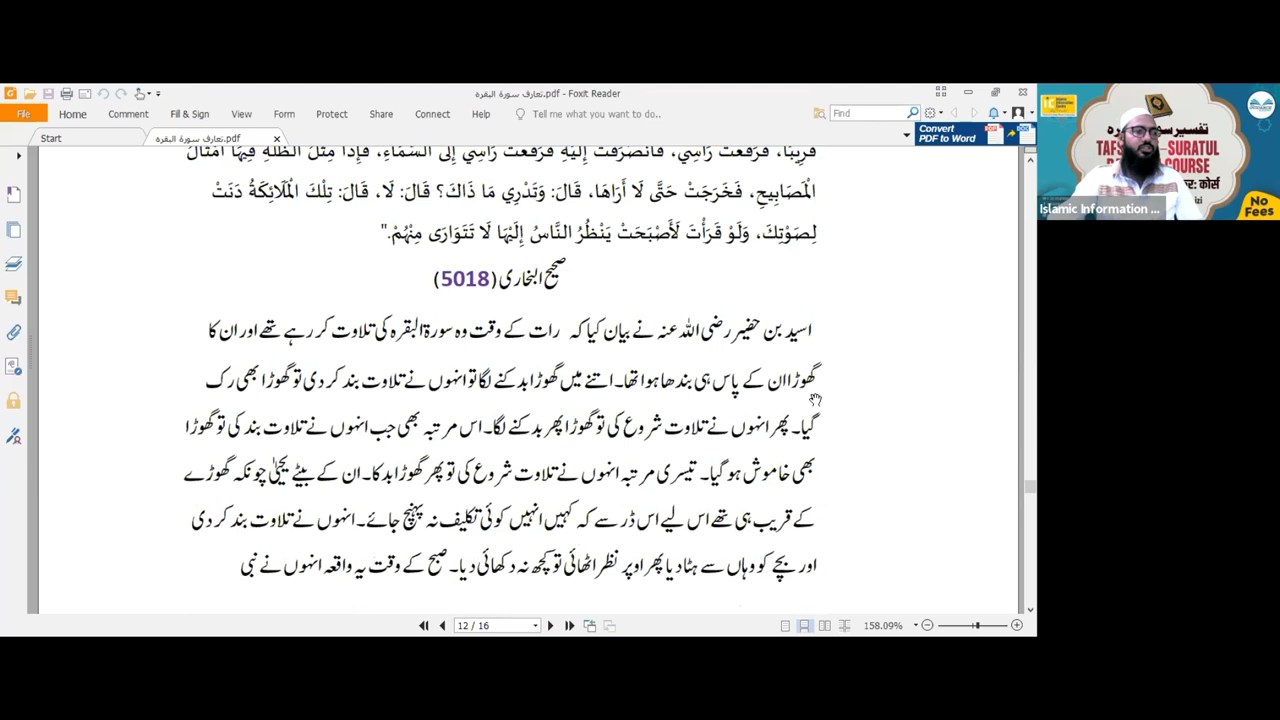 تعارف سورۃ البقرہ.pdf - Foxit Reader
File Home Comment Fill & Sign View Form Protect Share Connect Help Tell me what you want to do.. Find
Start تعارف سورۃ البقرہ.pdf
Convert
PDF to Word
قَرِيبًا، فَرَفَعْتُ رَأْسِي، فَانْصَرَفْتُ إِلَيْهِ فَرَفَعْتُ رَأْسِي إِلَى السَّمَاءِ، فَإِذَا مِثْلُ الظُّلَّةِ فِيهَا أَمْثَالُ
الْمَصَابِيحِ، فَخَرَجَتْ حَتَّى لَا أَرَاهَا، قَالَ: وَتَدْرِي مَا ذَاكَ؟ قَالَ: لَا، قَالَ: تِلْكَ الْمَلَائِكَةُ دَنَتْ
لِصَوْتِكَ، وَلَوْ قَرَأْتَ لَأَصْبَحَتْ يَنْظُرُ النَّاسُ إِلَيْهَا لَا تَتَوَارَى مِنْهُمْ."
صحیح البخاری (5018)
اسید بن حضیر رضی اللہ عنہ نے بیان کیا کہ رات کے وقت وہ سورۃ البقرہ کی تلاوت کر رہے تھے اور ان کا
گھوڑا ان کے پاس ہی بندھا ہوا تھا۔ اتنے میں گھوڑا بدکنے لگا تو انہوں نے تلاوت بند کر دی تو گھوڑا بھی رک
گیا۔ پھر انہوں نے تلاوت شروع کی تو گھوڑا پھر بدکنے لگا۔ اس مرتبہ بھی جب انہوں نے تلاوت بند کی تو گھوڑا
بھی خاموش ہو گیا۔ تیسری مرتبہ انہوں نے تلاوت شروع کی تو پھر گھوڑا بدکا۔ ان کے بیٹے یحییٰ چونکہ گھوڑے
کے قریب ہی تھے اس لیے اس ڈر سے کہ کہیں انہیں کوئی تکلیف نہ پہنچ جائے۔ انہوں نے تلاوت بند کر دی
اور بچے کو وہاں سے ہٹا دیا پھر اوپر نظر اٹھائی تو کچھ نہ دکھائی دیا۔ صبح کے وقت یہ واقعہ انہوں نے نبی
12 / 16 158.09%
Islamic Information ...
No
Fees